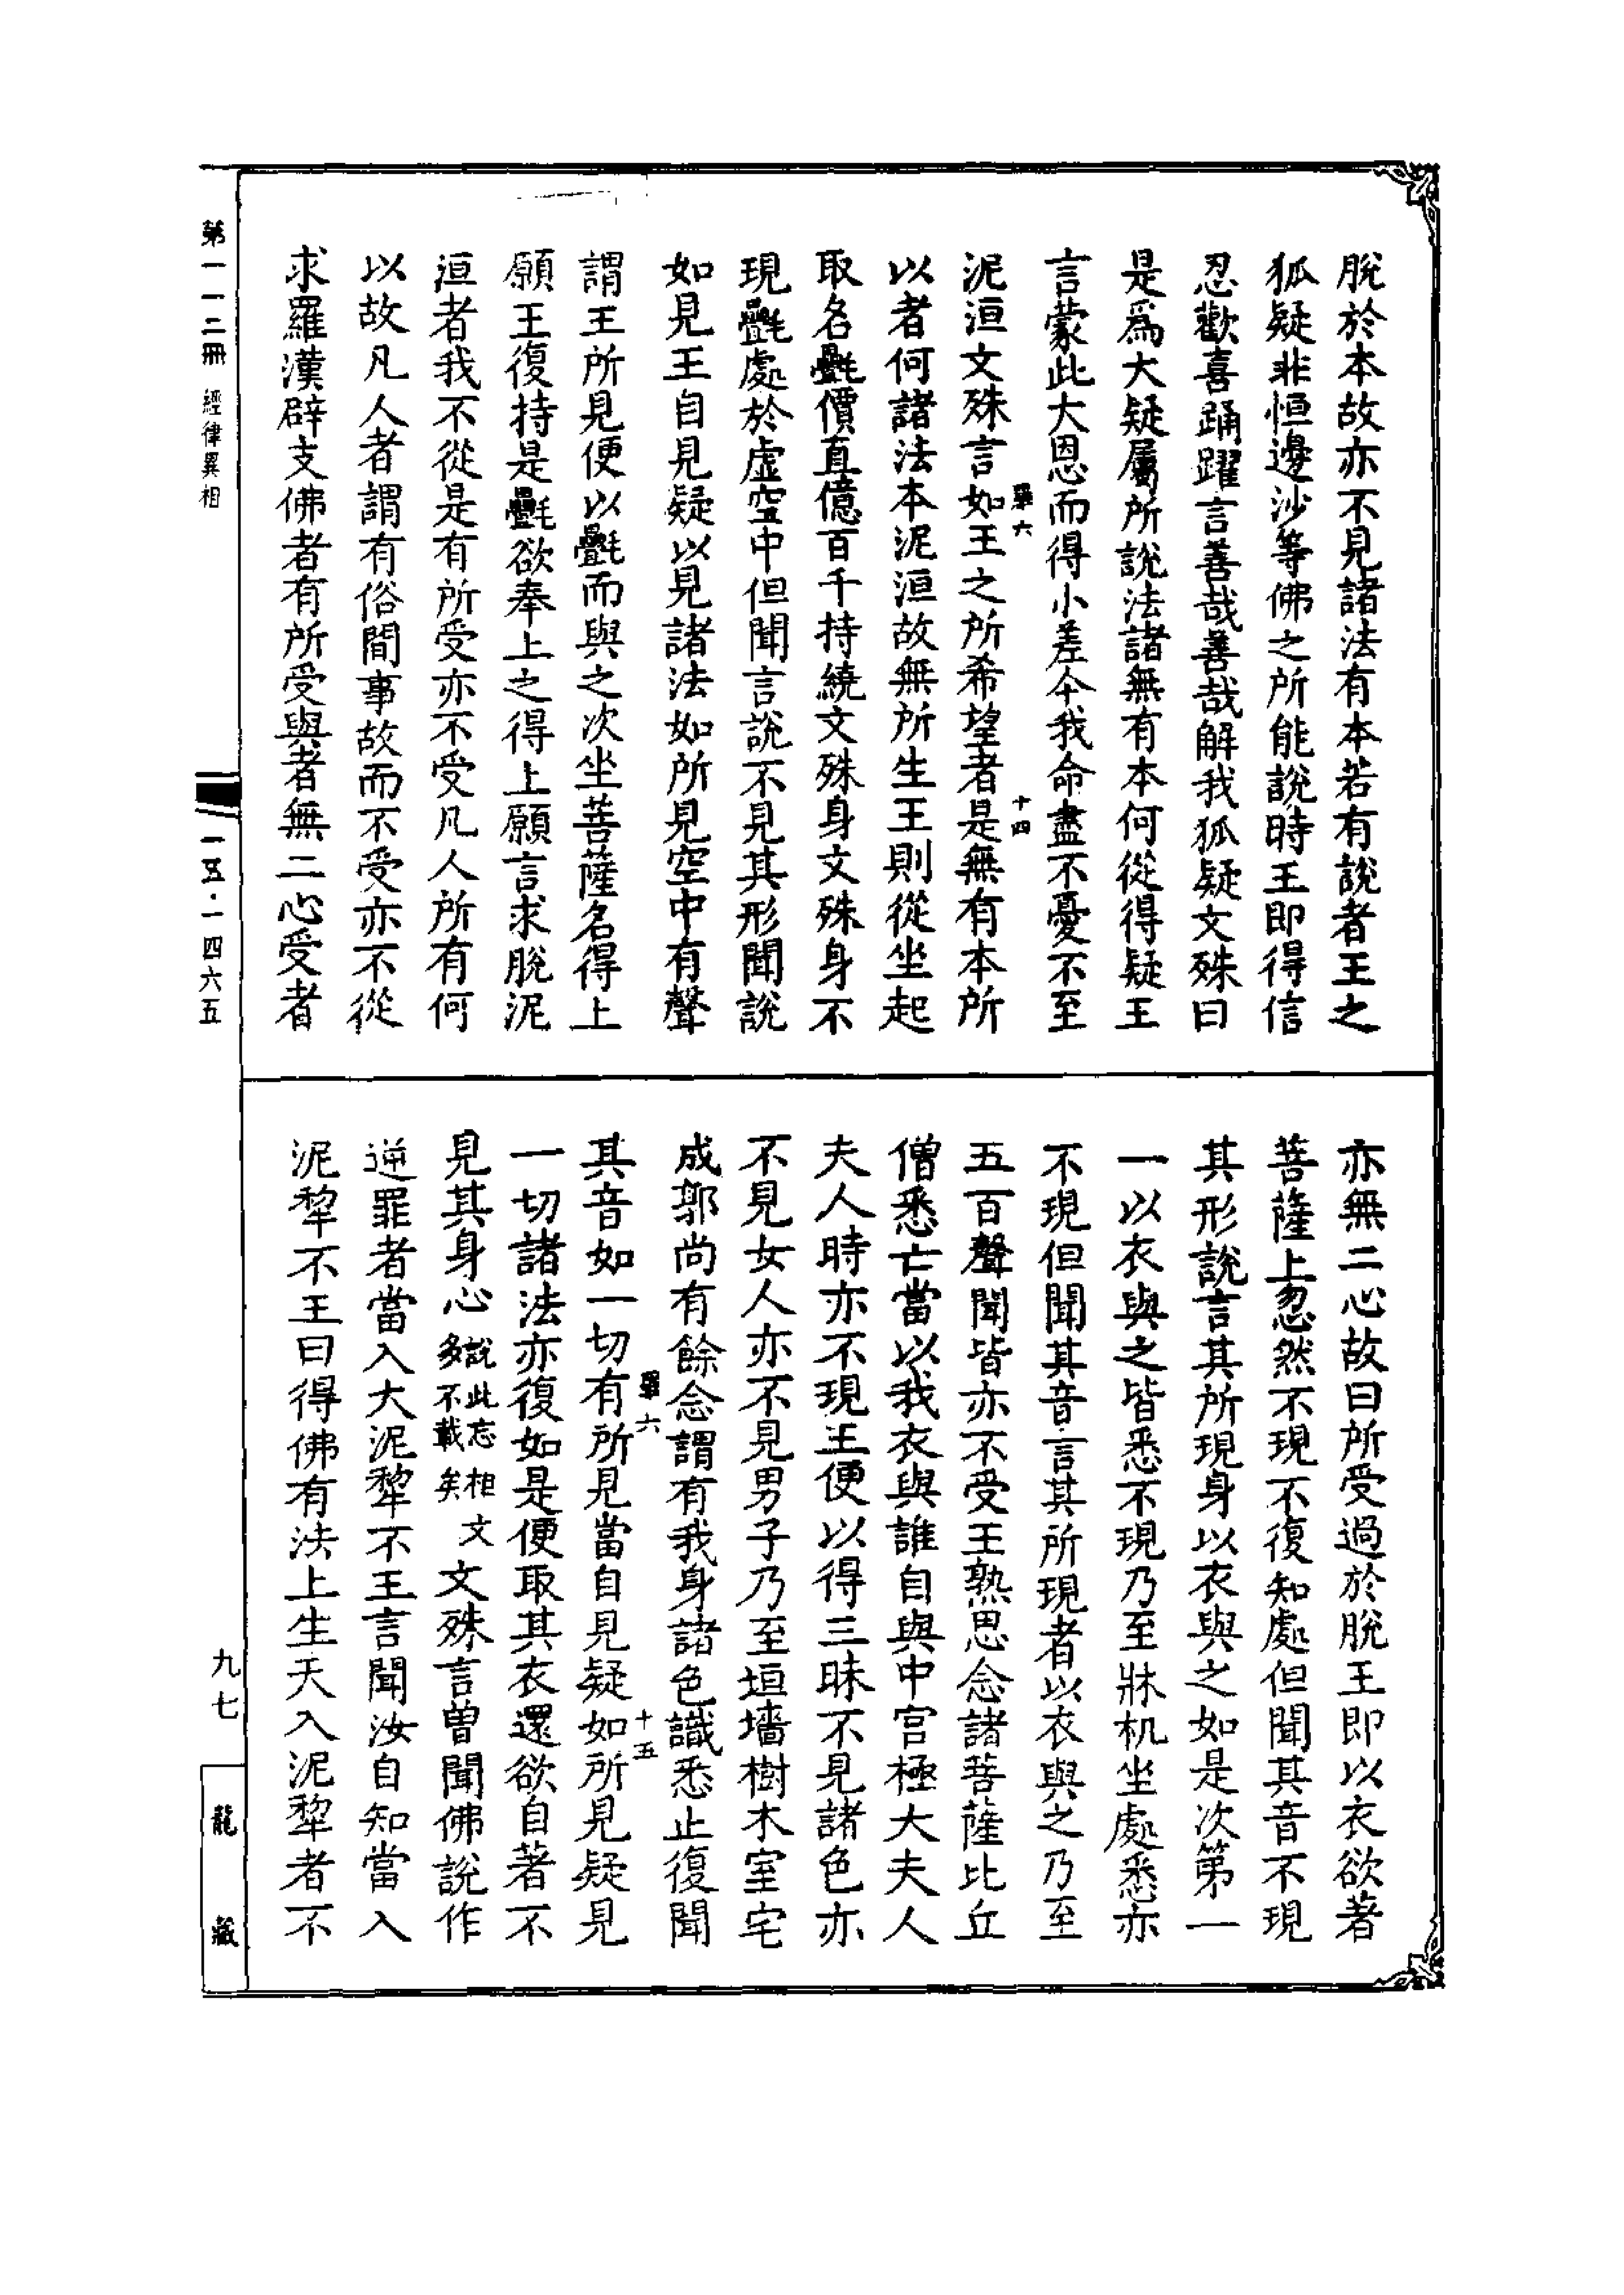 脫於本故亦不見諸法有本若有說者王之
狐疑非恒邊沙等佛之所能說時王即得信
忍歡喜踊躍言善哉善哉解我狐疑文殊曰
是爲大疑屬所說法諸無有本何從得疑王
言蒙此大恩而得小差今我命盡不憂不至
羣六
十四
泥洹文殊言如王之所希望者是無有本所
以者何諸法本泥洹故無所生王則從坐起
取名㲲價直億百千持繞文殊身文殊身不
現㲲處於虛空中但聞言說不見其形聞說
如見王自見疑以見諸法如所見空中有聲
謂王所見便以㲲而與之次坐菩薩名得上
願王復持是㲲欲奉上之得上願言求脫泥
洹者我不從是有所受亦不受凡人所有何
以故凡人者謂有俗間事故而不受亦不從
求羅漢辟支佛者有所受與者無二心受者
亦無二心故曰所受過於脫王即以衣欲著
菩薩上忽然不現不復知處但聞其音不現
其形說言其所現身以衣與之如是次第一
一以衣與之皆悉不現乃至牀机坐處悉亦
不現但聞其音言其所現者以衣與之乃至
五百聲聞皆亦不受王熟思念諸菩薩比丘
僧悉亡當以我衣與誰自與中宮極大夫人
夫人時亦不現王便以得三昧不見諸色亦
不見女人亦不見男子乃至垣墻樹木室宅
成郭尚有餘念謂有我身諸色識悉止復聞
羣六
十五
其音如一切有所見當自見疑如所見疑見
一切諸法亦復如是便取其衣還欲自著不
見其身心說此忘相文多不載矣文殊言曾聞佛說作
逆罪者當入大泥犂不王言聞汝自知當入
泥犂不王曰得佛有法上生天入泥犂者不
第一一二冊 經律異相
一五·一四六五
九七
龍藏